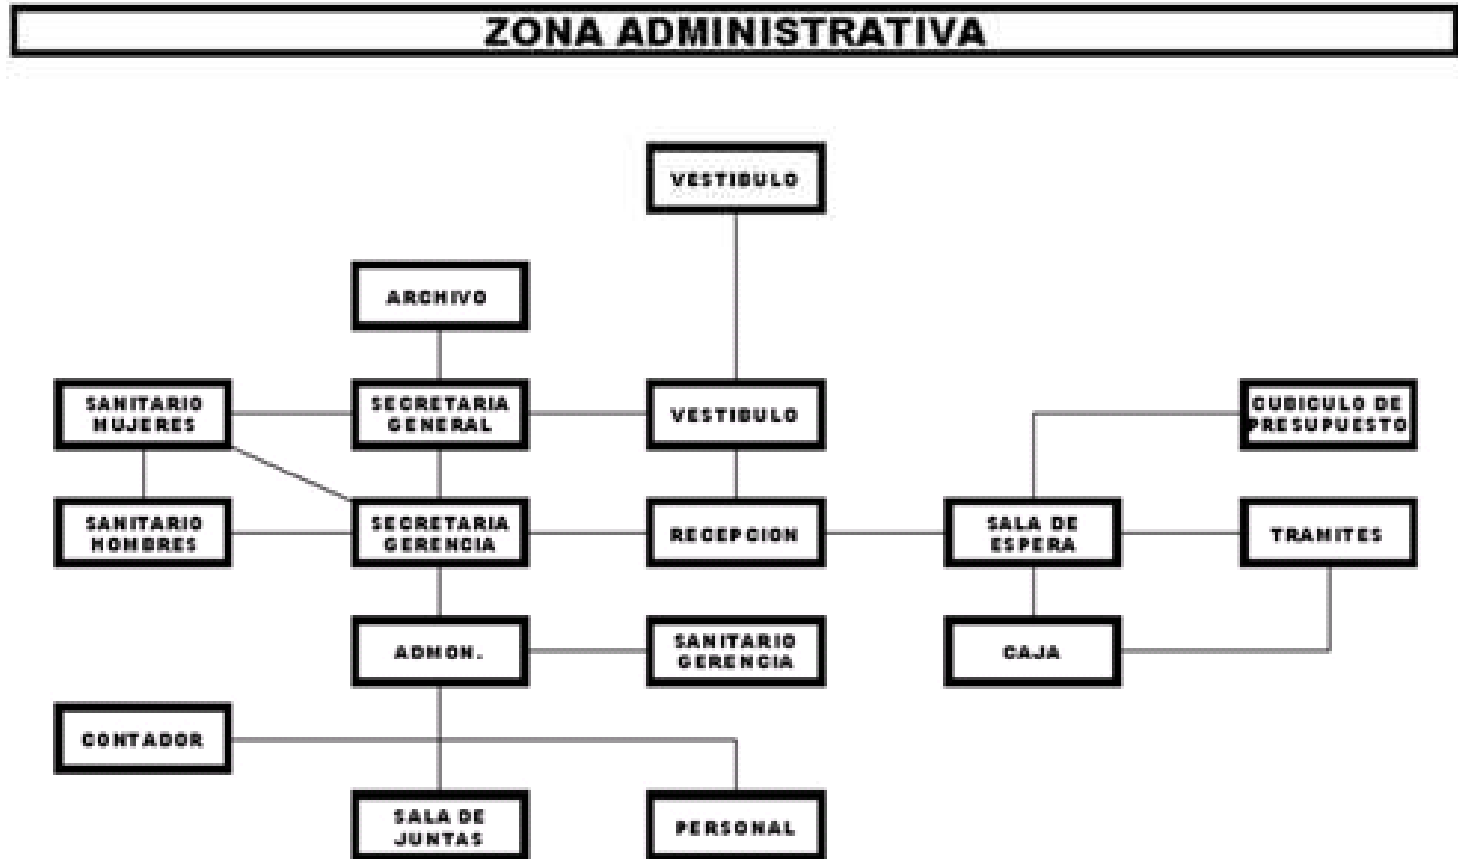 ZONA ADMINISTRATIVA
VESTIBULO
ARCHIVO
SANITARIO
MUJERES
SECRETARIA
GENERAL
VESTIBULO
CUBICULO DE
PRESUPUESTO
SANITARIO
HOMBRES
SECRETARIA
GERENCIA
RECEPCION
SALA DE
ESPERA
TRAMITES
ADMON.
SANITARIO
GERENCIA
CAJA
CONTADOR
SALA DE
JUNTAS
PERSONAL